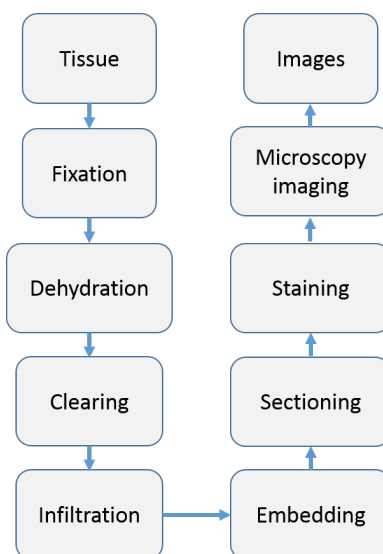 Tissue
Fixation
Dehydration
Clearing
Infiltration
Embedding
Sectioning
Staining
Microscopy
imaging
Images